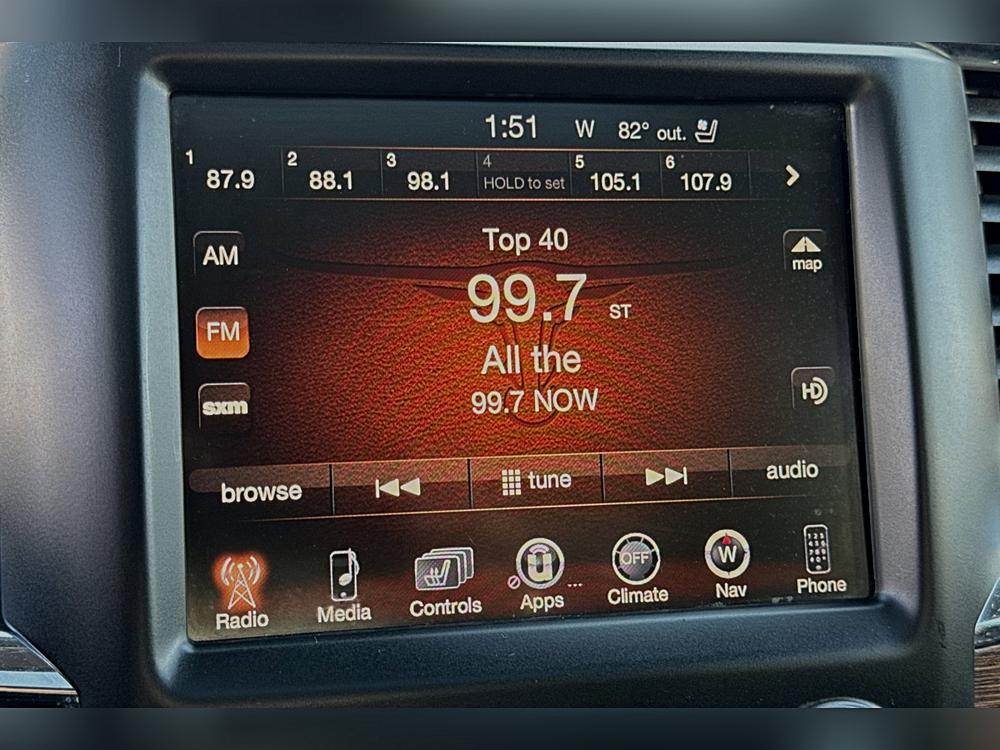 1:51 W 82° out.
1 87.9 2 88.1 3 98.1 4 HOLD to set 5 105.1 6 107.9
AM
Top 40
map
99.7 ST
FM
All the
99.7 NOW
HD
sxm
browse tune audio
OFF
W
Radio Media Controls Apps Climate Nav Phone